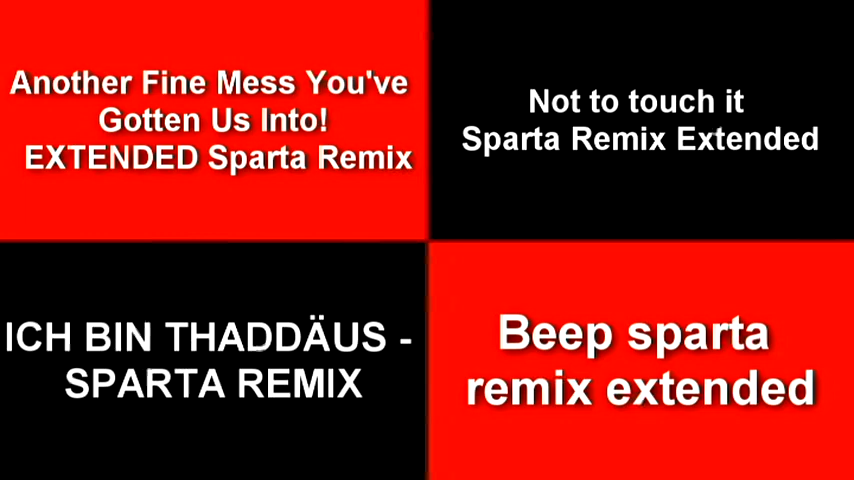 Another Fine Mess You've
Gotten Us Into!
EXTENDED Sparta Remix
Not to touch it
Sparta Remix Extended
ICH BIN THADDÄUS -
SPARTA REMIX
Beep sparta
remix extended